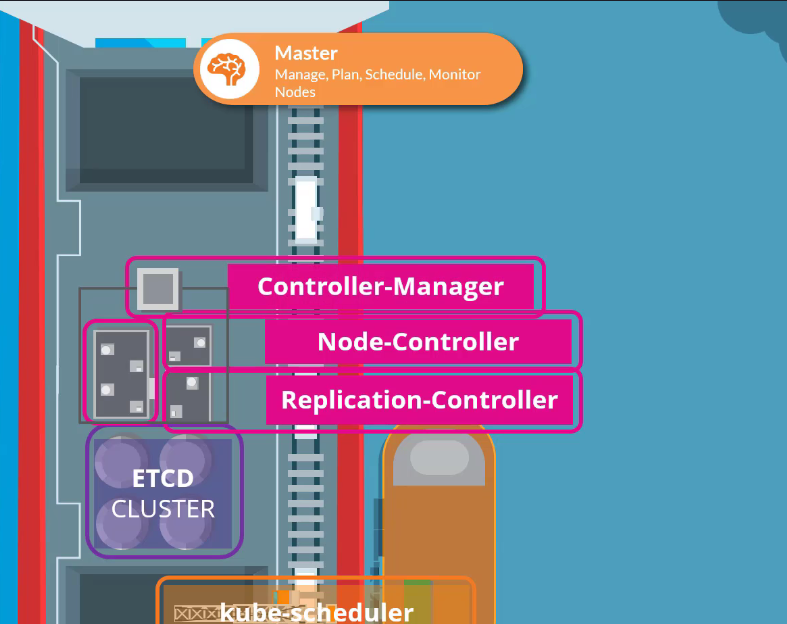 Master
Manage, Plan, Schedule, Monitor
Nodes
Controller-Manager
Node-Controller
Replication-Controller
ETCD
CLUSTER
kube-scheduler